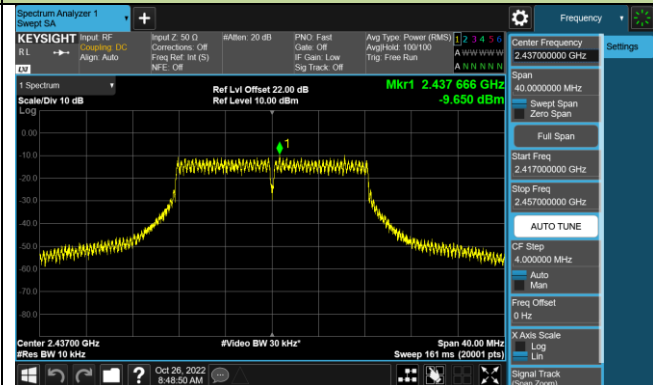 Spectrum Analyzer 1
Swept SA
+
Frequency
KEYSIGHT
RL
Input: RF
Coupling: DC
Align: Auto
Input Z: 50 Ω
Corrections: Off
Freq Ref: Int (S)
NFE: Off
#Atten: 20 dB
PNO: Fast
Gate: Off
IF Gain: Low
Sig Track: Off
Avg Type: Power (RMS)
Avg|Hold: 100/100
Trig: Free Run
1 2 3 4 5 6
A W W W W W
A N N N N N
LXI
1 Spectrum
Scale/Div 10 dB
Ref Lvl Offset 22.00 dB
Ref Level 10.00 dBm
Mkr1 2.437 666 GHz
-9.650 dBm
Log
0.00
-10.0
-20.0
-30.0
-40.0
-50.0
-60.0
-70.0
-80.0
1
Center 2.43700 GHz
#Res BW 10 kHz
#Video BW 30 kHz*
Span 40.00 MHz
Sweep 161 ms (20001 pts)
?
Oct 26, 2022
8:48:50 AM
Center Frequency
2.437000000 GHz
Settings
Span
40.0000000 MHz
Swept Span
Zero Span
Full Span
Start Freq
2.417000000 GHz
Stop Freq
2.457000000 GHz
AUTO TUNE
CF Step
4.000000 MHz
Auto
Man
Freq Offset
0 Hz
X Axis Scale
Log
Lin
Signal Track
(Span Zoom)